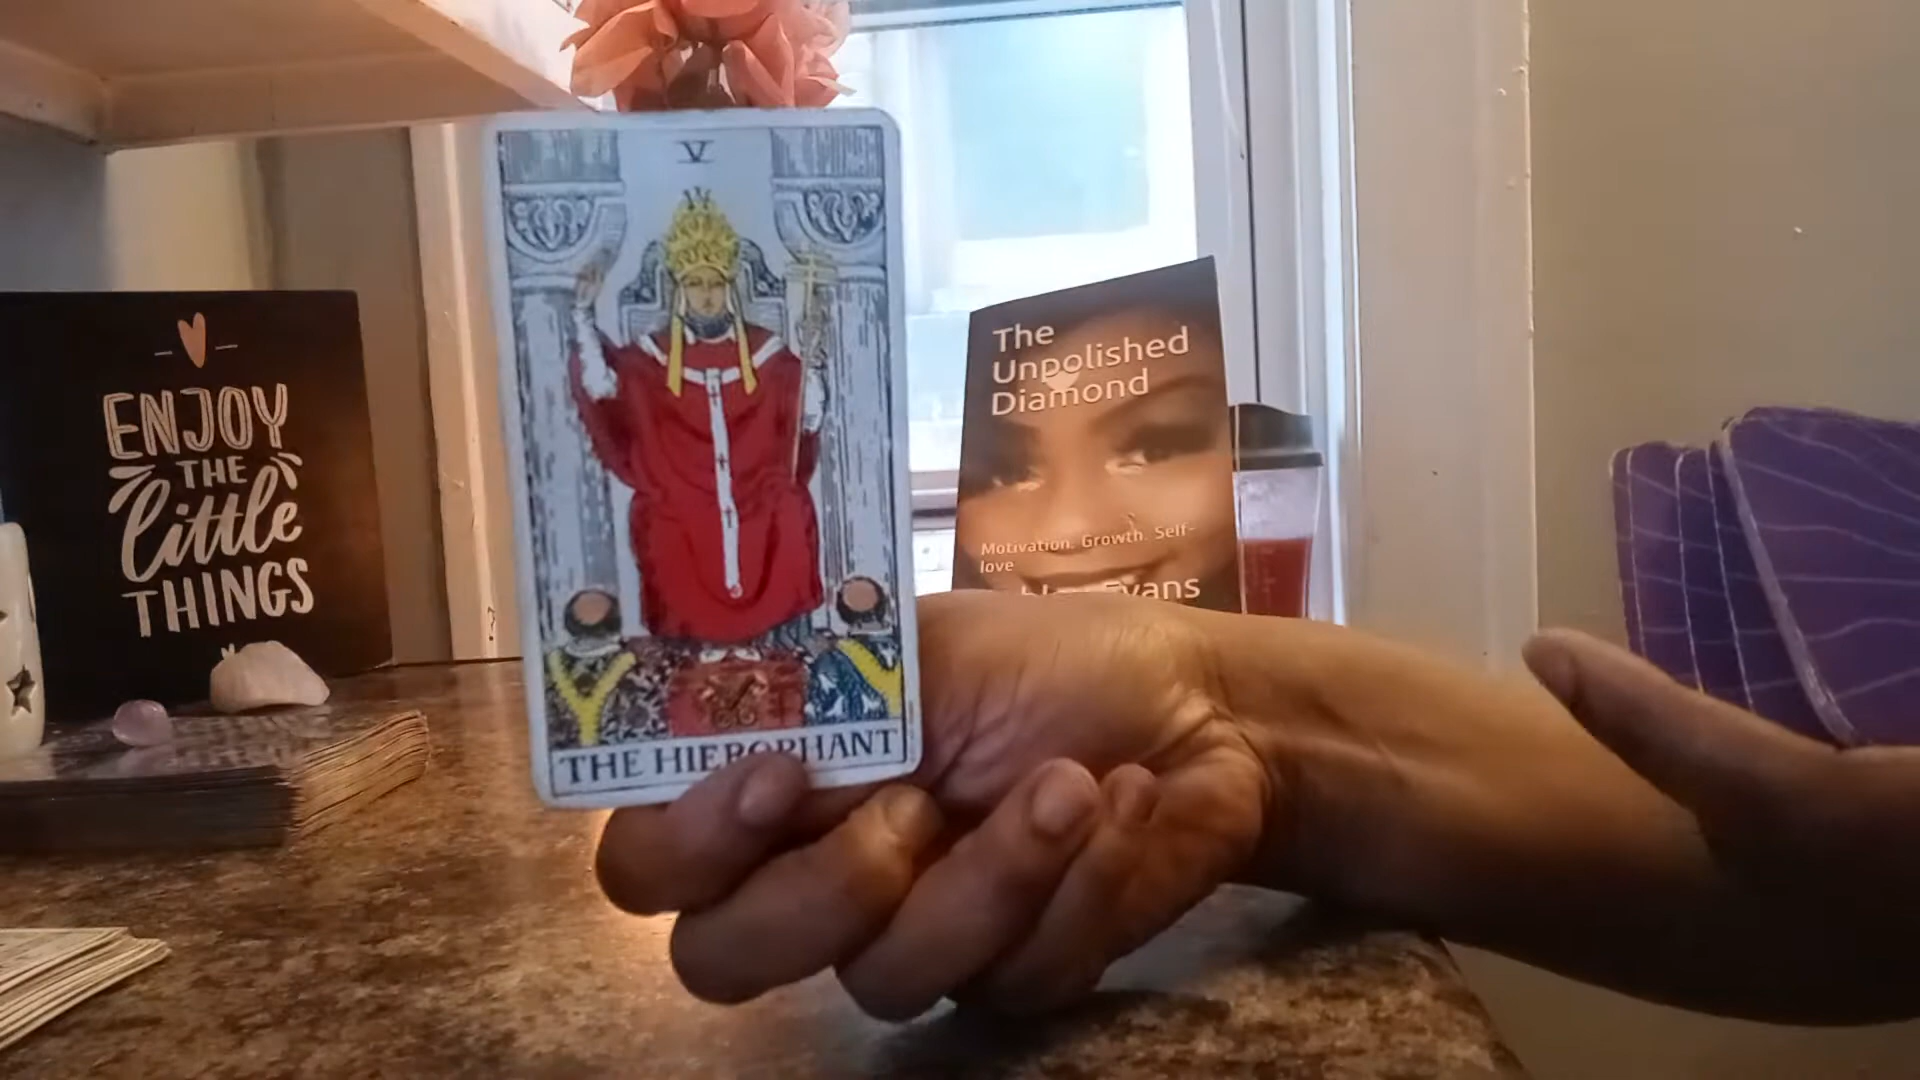 ENJOY
THE
little
THINGS
V
THE HIEROPHANT
The
Unpolished
Diamond
Motivation. Growth. Self-
love
Evans